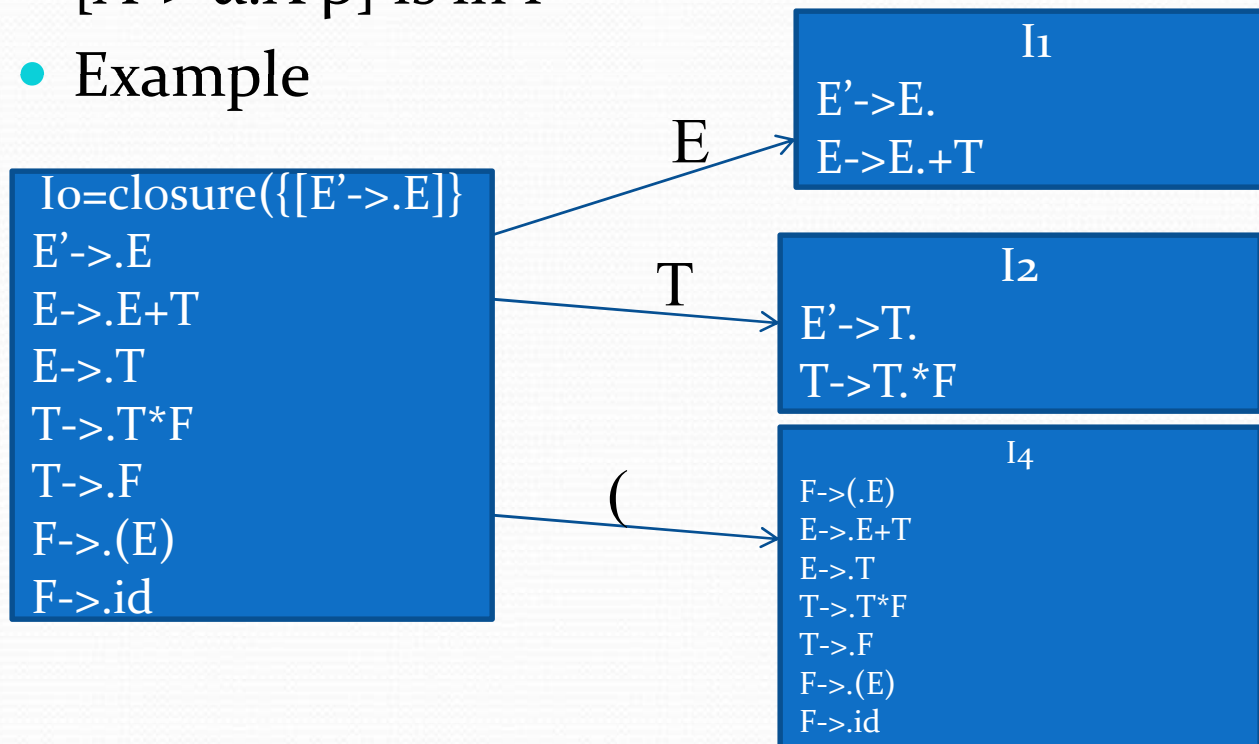 • Example
Io=closure({[E’->.E]}
E’->.E
E->.E+T
E->.T
T->.T*F
T->.F
F->.(E)
F->.id
E
T
(
I1
E’->E.
E->E.+T
I2
E’->T.
T->T.*F
I4
F->(.E)
E->.E+T
E->.T
T->.T*F
T->.F
F->.(E)
F->.id